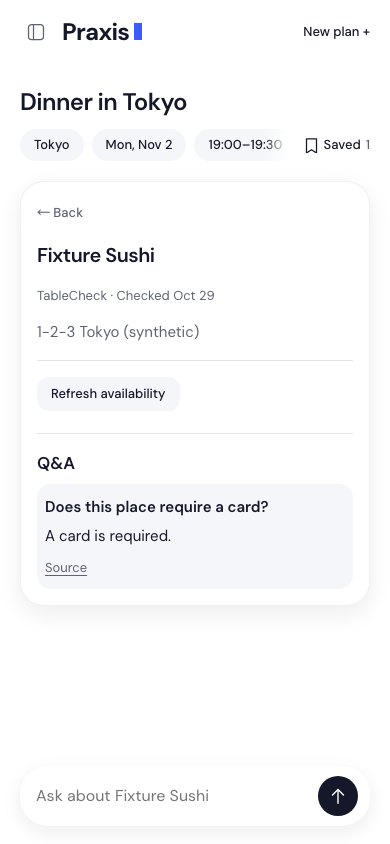 Praxis
New plan +
Dinner in Tokyo
Tokyo
Mon, Nov 2
19:00–19:30
Saved 1
← Back
Fixture Sushi
TableCheck · Checked Oct 29
1-2-3 Tokyo (synthetic)
Refresh availability
Q&A
Does this place require a card?
A card is required.
Source
Ask about Fixture Sushi